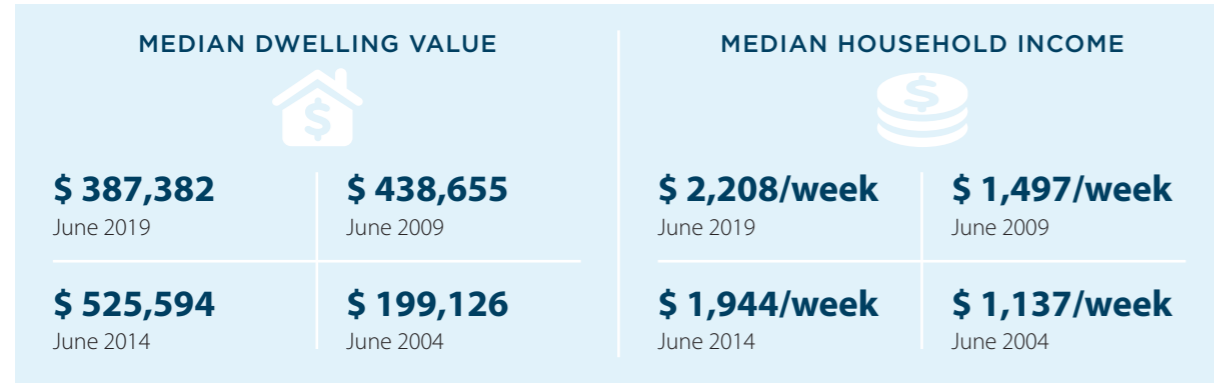 MEDIAN DWELLING VALUE
$
$ 387,382
June 2019
$ 438,655
June 2009
$ 525,594
June 2014
$ 199,126
June 2004
MEDIAN HOUSEHOLD INCOME
$
$ 2,208/week
June 2019
$ 1,497/week
June 2009
$ 1,944/week
June 2014
$ 1,137/week
June 2004